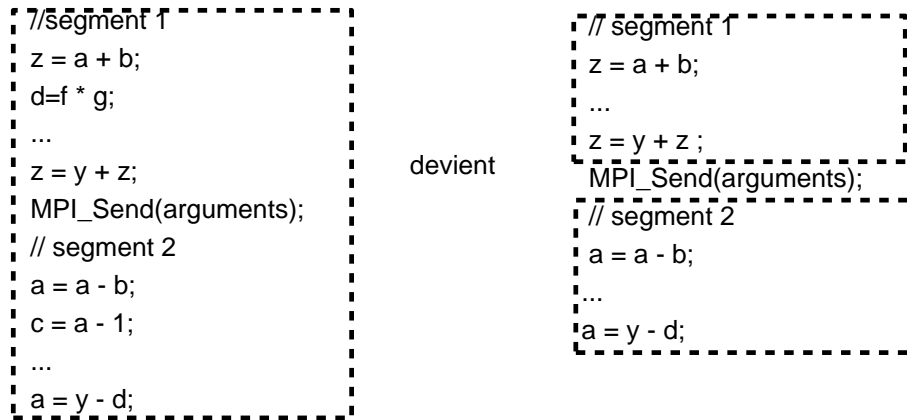 //segment 1
z = a + b;
d=f * g;
...
z = y + z;
MPI_Send(arguments);
// segment 2
a = a - b;
c = a - 1;
...
a = y - d;
devient
// segment 1
z = a + b;
...
z = y + z ;
MPI_Send(arguments);
// segment 2
a = a - b;
...
a = y - d;